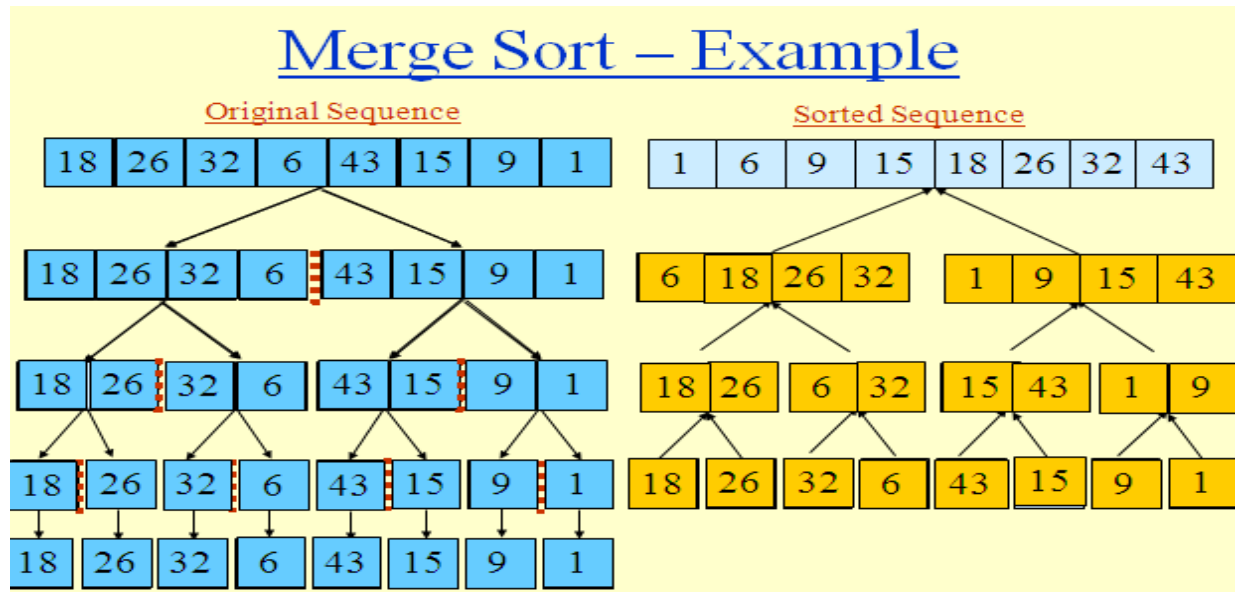 Merge Sort – Example
Original Sequence
18 26 32 6 43 15 9 1
18 26 32 6 43 15 9 1
18 26 32 6 43 15 9 1
18 26 32 6 43 15 9 1
18 26 32 6 43 15 9 1
Sorted Sequence
1 6 9 15 18 26 32 43
6 18 26 32 1 9 15 43
18 26 6 32 15 43 1 9
18 26 32 6 43 15 9 1